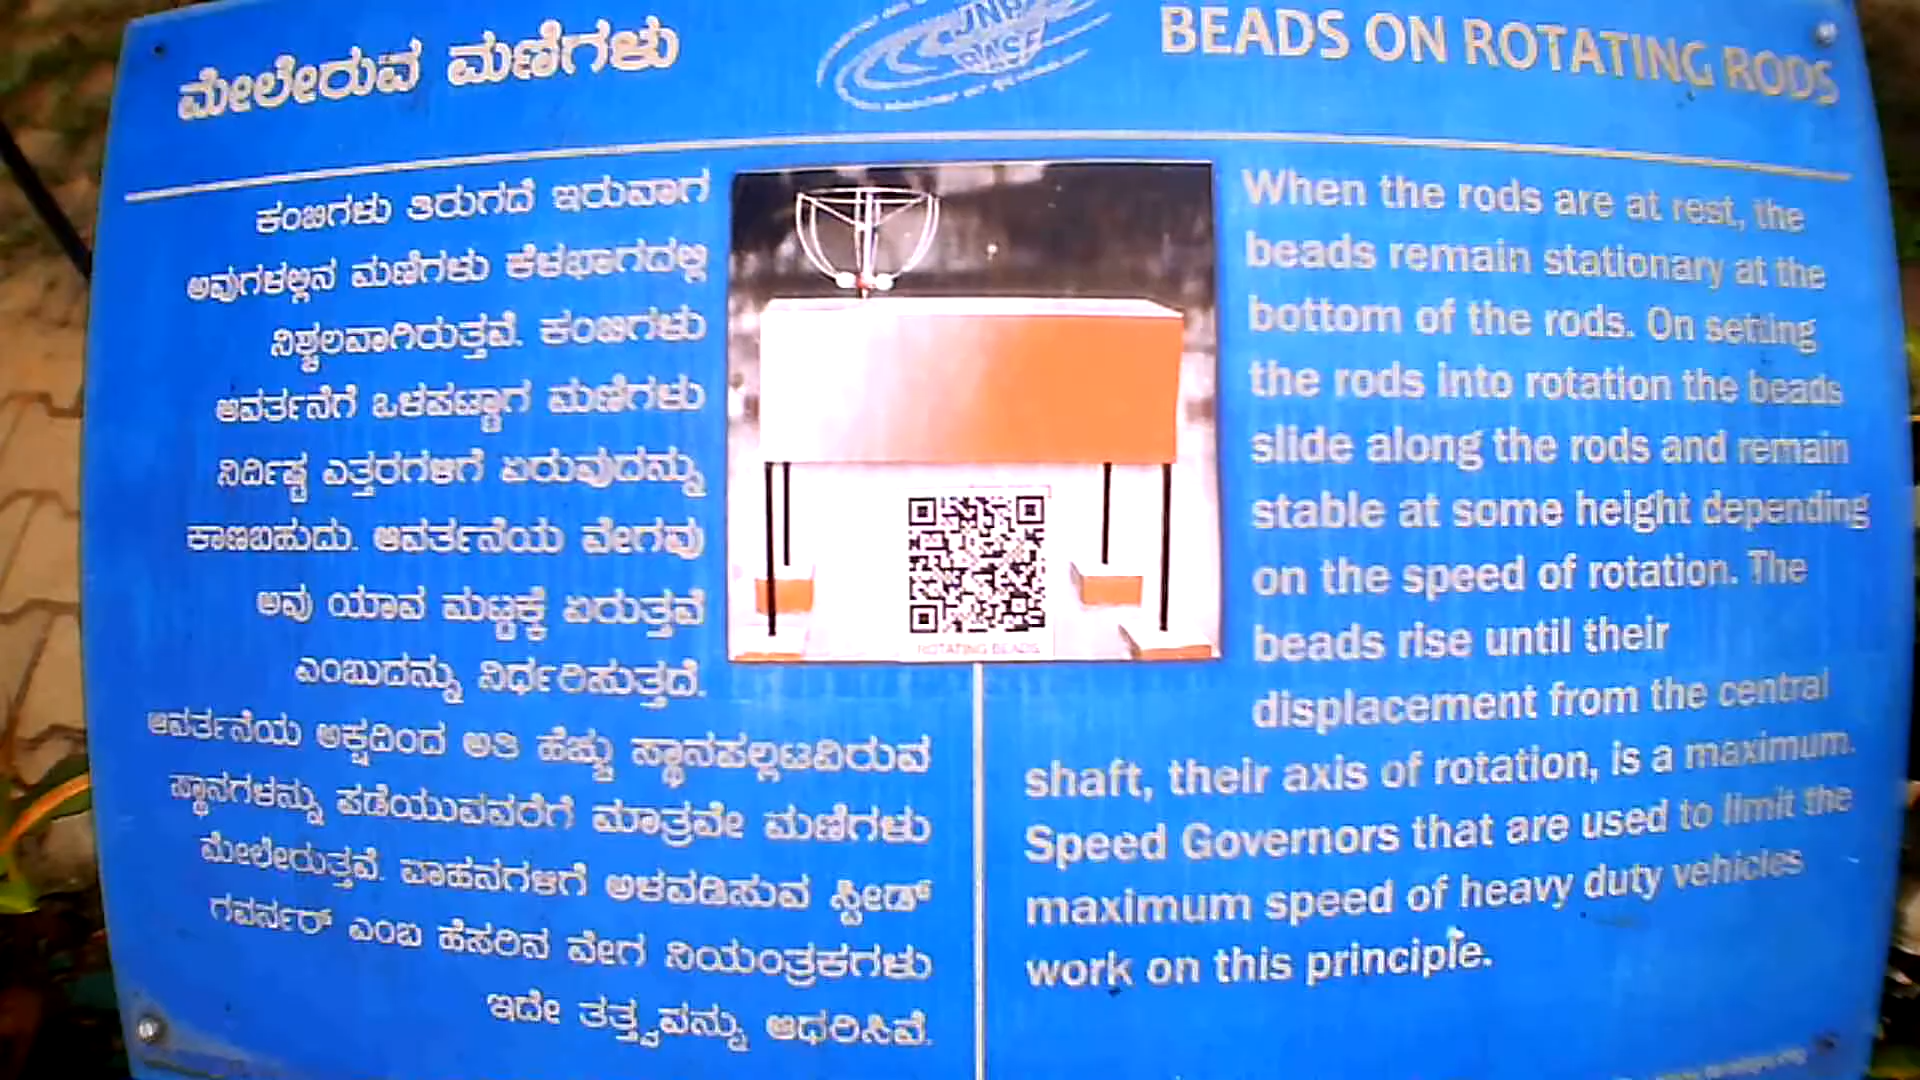 ಮೇಲೇರುವ ಮಣಿಗಳು
BEADS ON ROTATING RODS
ಕಂಬಿಗಳು ತಿರುಗದೆ ಇರುವಾಗ
ಅವುಗಳಲ್ಲಿನ ಮಣಿಗಳು ಕೆಳಭಾಗದಲ್ಲಿ
ನಿಶ್ಚಲವಾಗಿರುತ್ತವೆ. ಕಂಬಿಗಳು
ಆವರ್ತನೆಗೆ ಒಳಪಟ್ಟಾಗ ಮಣಿಗಳು
ನಿರ್ದಿಷ್ಟ ಎತ್ತರಗಳಿಗೆ ಏರುವುದನ್ನು
ಕಾಣಬಹುದು. ಆವರ್ತನೆಯ ವೇಗವು
ಅವು ಯಾವ ಮಟ್ಟಕ್ಕೆ ಏರುತ್ತವೆ
ಎಂಬುದನ್ನು ನಿರ್ಧರಿಸುತ್ತದೆ.
ಆವರ್ತನೆಯ ಅಕ್ಷದಿಂದ ಅತಿ ಹೆಚ್ಚು ಸ್ಥಾನಪಲ್ಲಟವಿರುವ
ಸ್ಥಾನಗಳನ್ನು ಪಡೆಯುವವರೆಗೆ ಮಾತ್ರವೇ ಮಣಿಗಳು
ಮೇಲೇರುತ್ತವೆ. ವಾಹನಗಳಿಗೆ ಅಳವಡಿಸುವ ಸ್ಪೀಡ್
ಗವರ್ನರ್ ಎಂಬ ಹೆಸರಿನ ವೇಗ ನಿಯಂತ್ರಕಗಳು
ಇದೇ ತತ್ತ್ವವನ್ನು ಆಧರಿಸಿವೆ.
ROTATING BEADS
When the rods are at rest, the
beads remain stationary at the
bottom of the rods. On setting
the rods into rotation the beads
slide along the rods and remain
stable at some height depending
on the speed of rotation. The
beads rise until their
displacement from the central
shaft, their axis of rotation, is a maximum.
Speed Governors that are used to limit the
maximum speed of heavy duty vehicles
work on this principle.